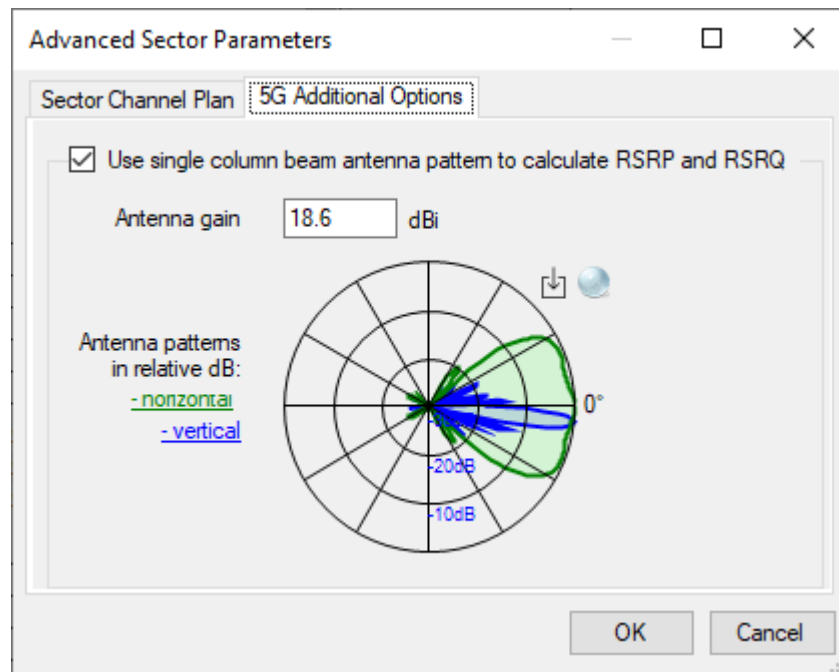 Advanced Sector Parameters
Sector Channel Plan
5G Additional Options
Use single column beam antenna pattern to calculate RSRP and RSRQ
Antenna gain
18.6
dBi
Antenna patterns
in relative dB:
- horizontal
- vertical
0°
-20dB
-10dB
OK
Cancel